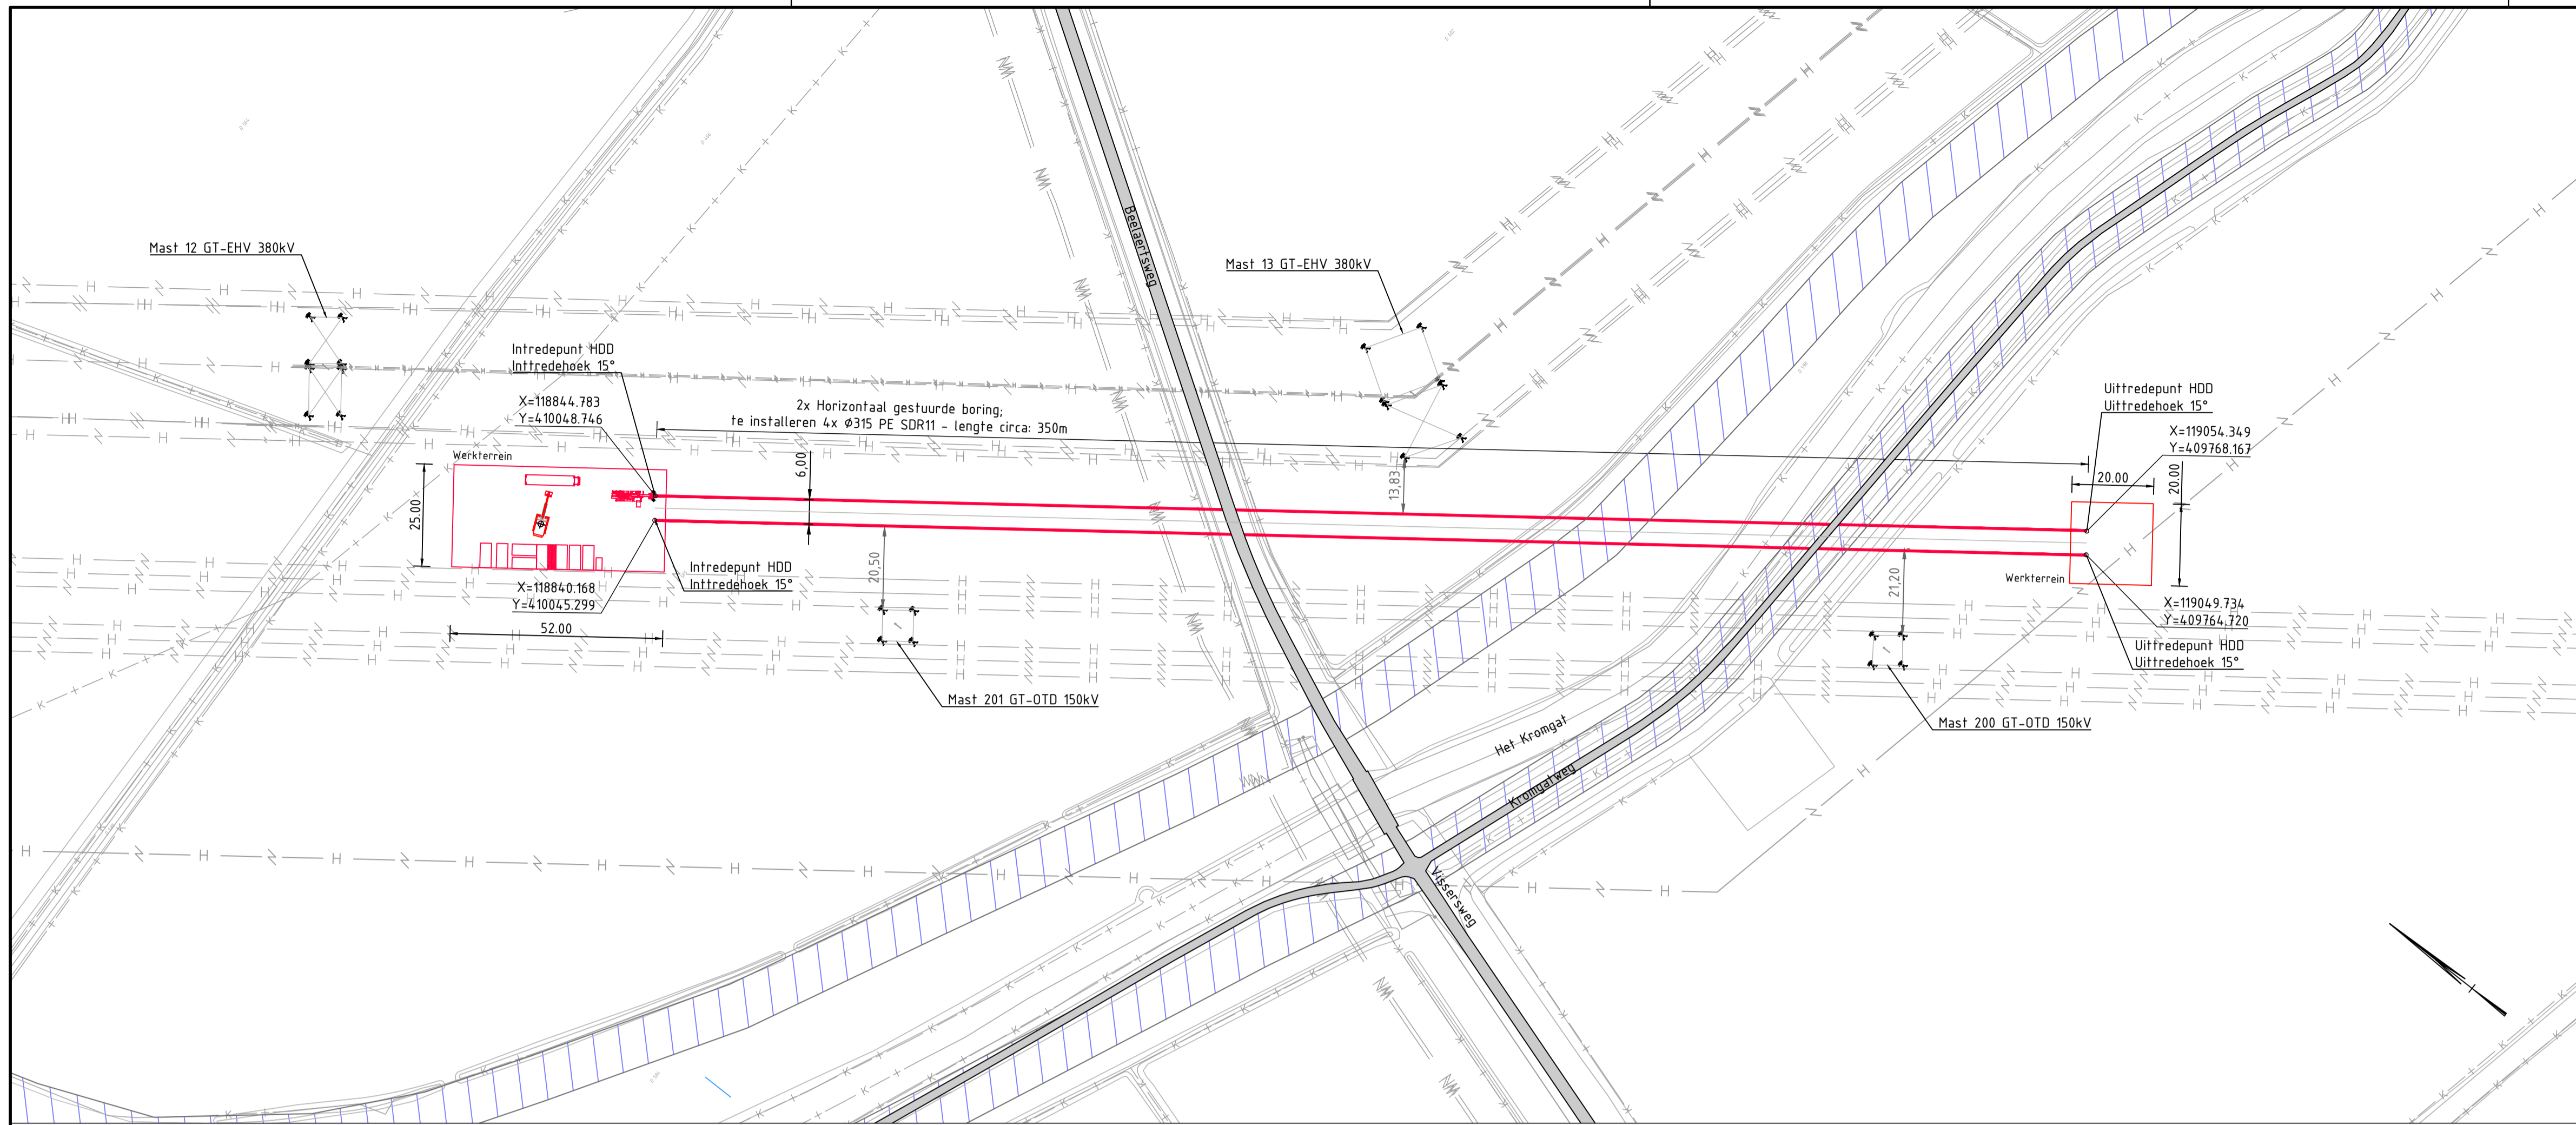 Mast 12 GT-EHV 380kV
Beelaertsweg
Mast 13 GT-EHV 380kV
Intredepunt HDD
Inttredehoek 15°
X=118844.783
Y=410048.746
2x Horizontaal gestuurde boring;
te installeren 4x Ø315 PE SDR11 - lengte circa: 350m
Uittredepunt HDD
Uittredehoek 15°
X=119054.349
Y=409768.167
Werkterrein
25.00
6,00
13,83
20.00
20.00
20,50
Intredepunt HDD
Inttredehoek 15°
X=118840.168
Y=410045.299
52.00
21,20
Werkterrein
X=119049.734
Y=409764.720
Uittredepunt HDD
Uittredehoek 15°
Mast 201 GT-OTD 150kV
Mast 200 GT-OTD 150kV
Het Kromgat
Kromgatweg
Vissersweg